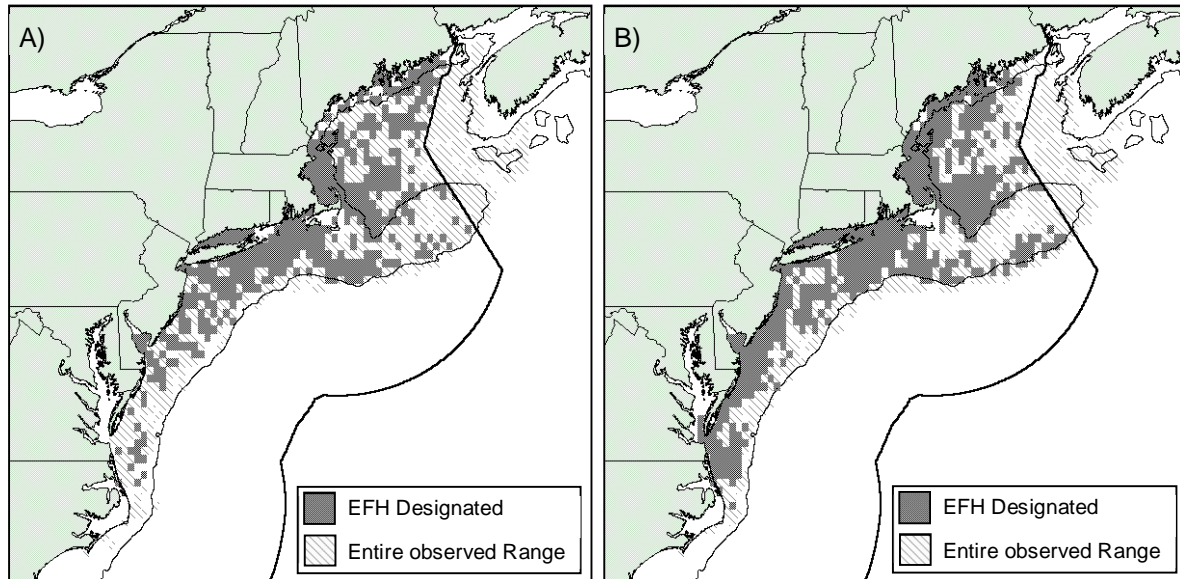 A)
EFH Designated
Entire observed Range
B)
EFH Designated
Entire observed Range